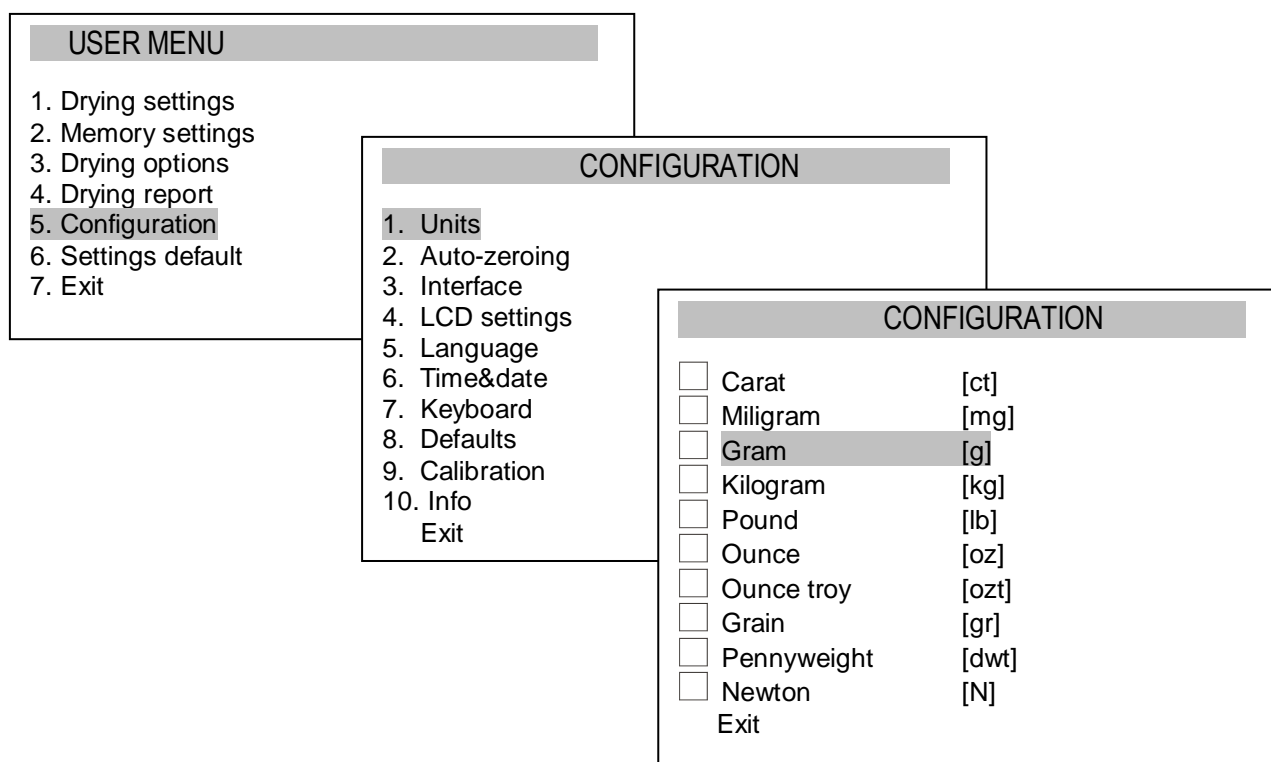 USER MENU
1. Drying settings
2. Memory settings
3. Drying options
4. Drying report
5. Configuration
6. Settings default
7. Exit
CONFIGURATION
1. Units
2. Auto-zeroing
3. Interface
4. LCD settings
5. Language
6. Time&date
7. Keyboard
8. Defaults
9. Calibration
10. Info
Exit
CONFIGURATION
Carat [ct]
Miligram [mg]
Gram [g]
Kilogram [kg]
Pound [lb]
Ounce [oz]
Ounce troy [ozt]
Grain [gr]
Pennyweight [dwt]
Newton [N]
Exit